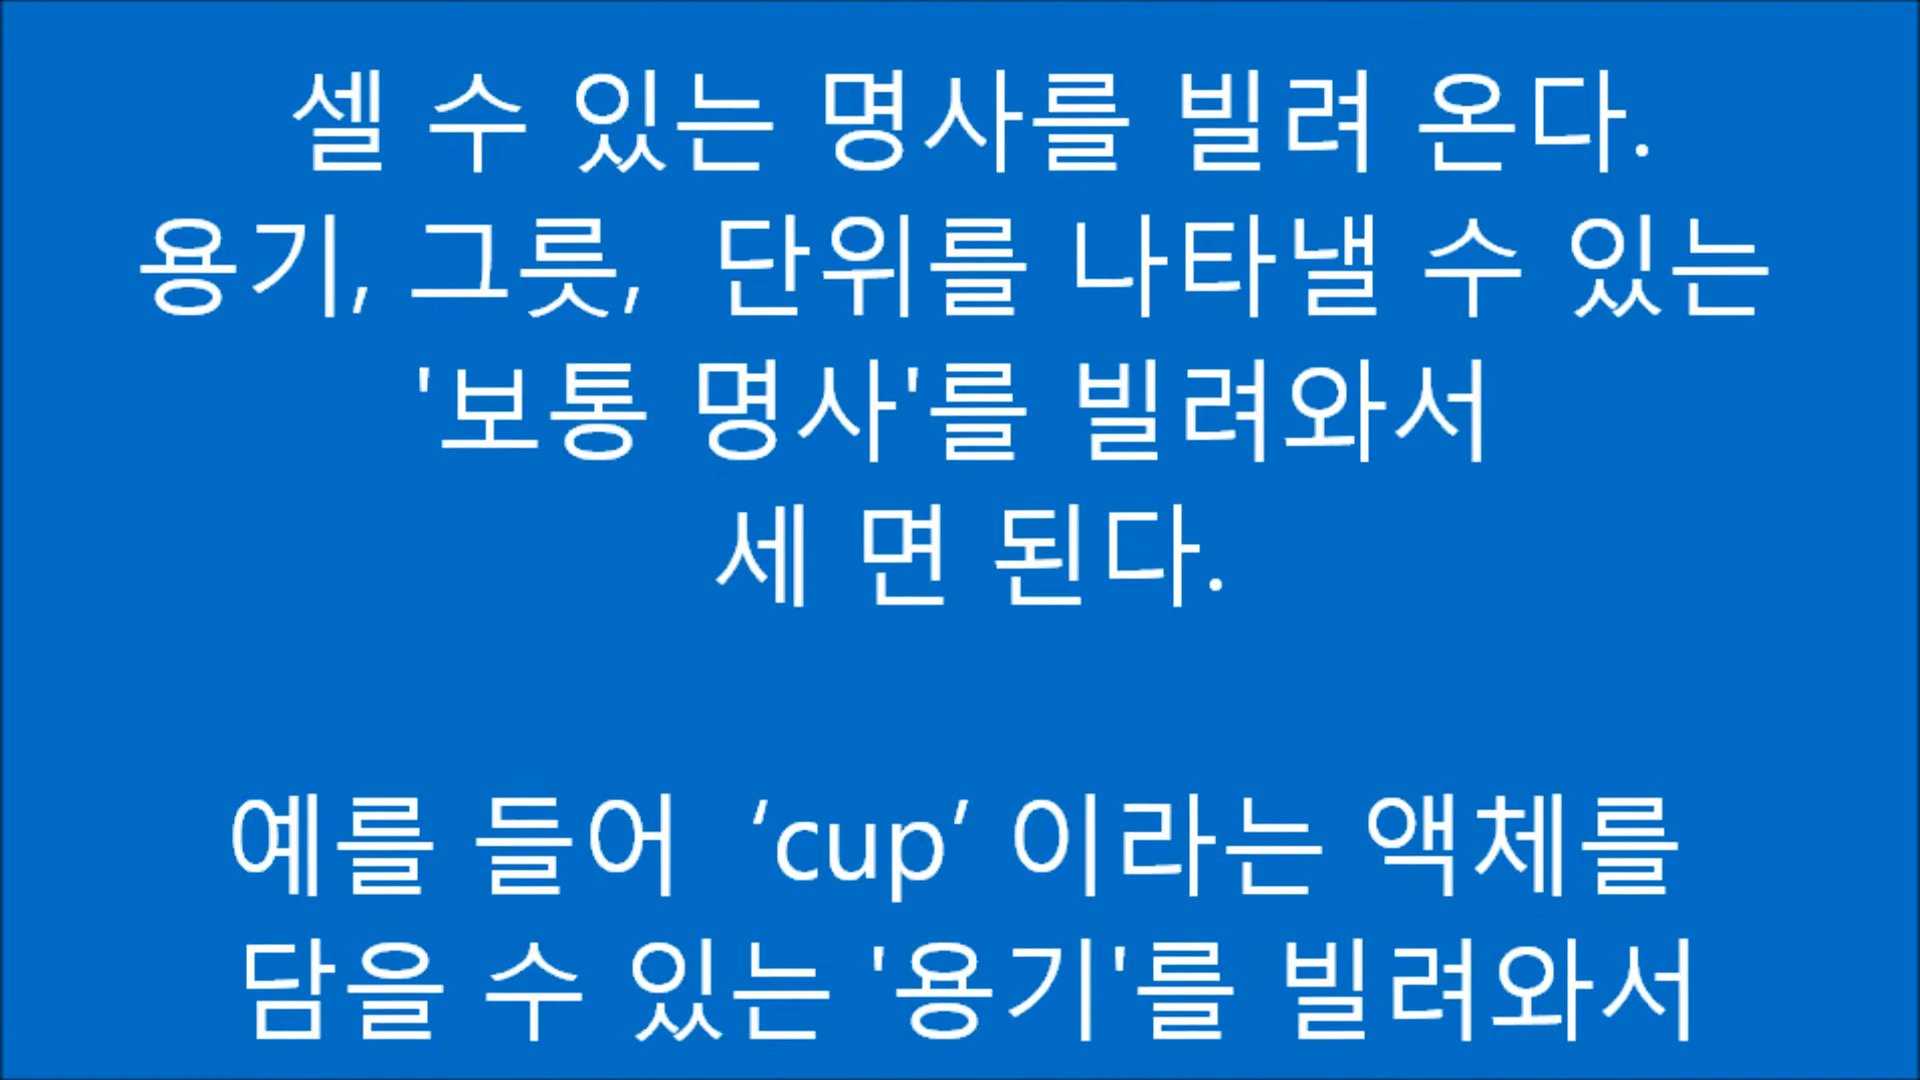 셀 수 있는 명사를 빌려 온다.
용기, 그릇, 단위를 나타낼 수 있는
'보통 명사'를 빌려와서
세 면 된다.
예를 들어 ‘cup’ 이라는 액체를
담을 수 있는 '용기'를 빌려와서